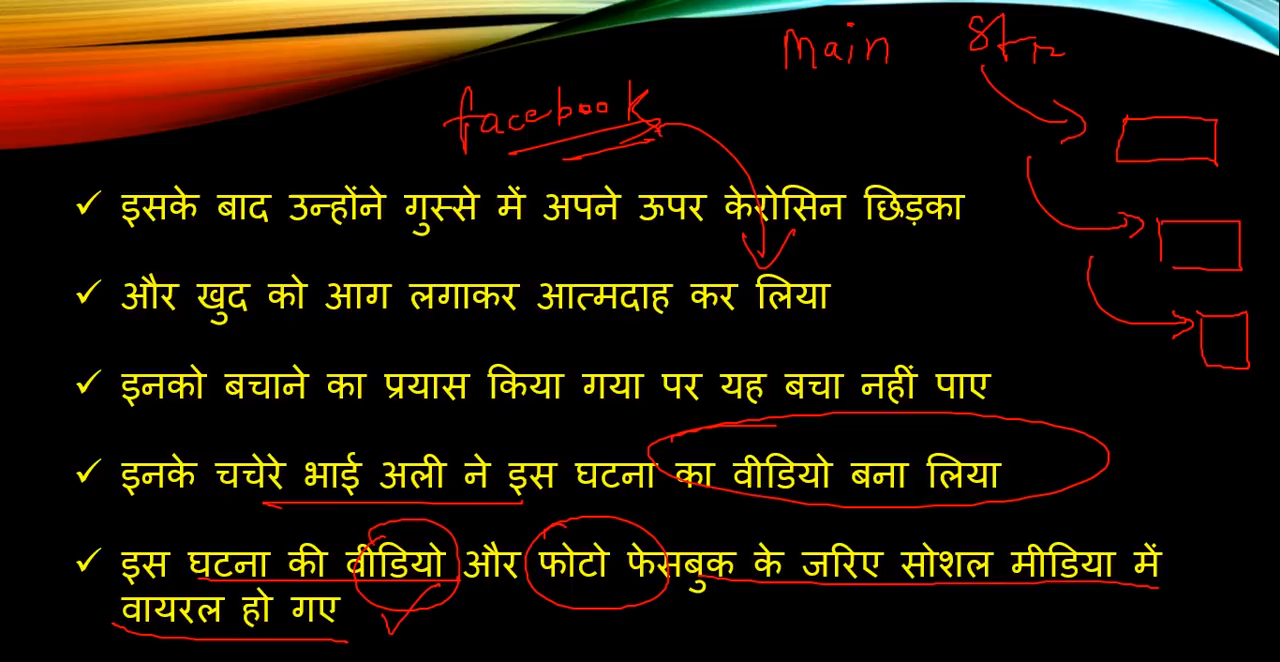 main str
facebook
✓ इसके बाद उन्होंने गुस्से में अपने ऊपर केरोसिन छिड़का
✓ और खुद को आग लगाकर आत्मदाह कर लिया
✓ इनको बचाने का प्रयास किया गया पर यह बचा नहीं पाए
✓ इनके चचेरे भाई अली ने इस घटना का वीडियो बना लिया
✓ इस घटना की वीडियो और फोटो फेसबुक के जरिए सोशल मीडिया में
वायरल हो गए